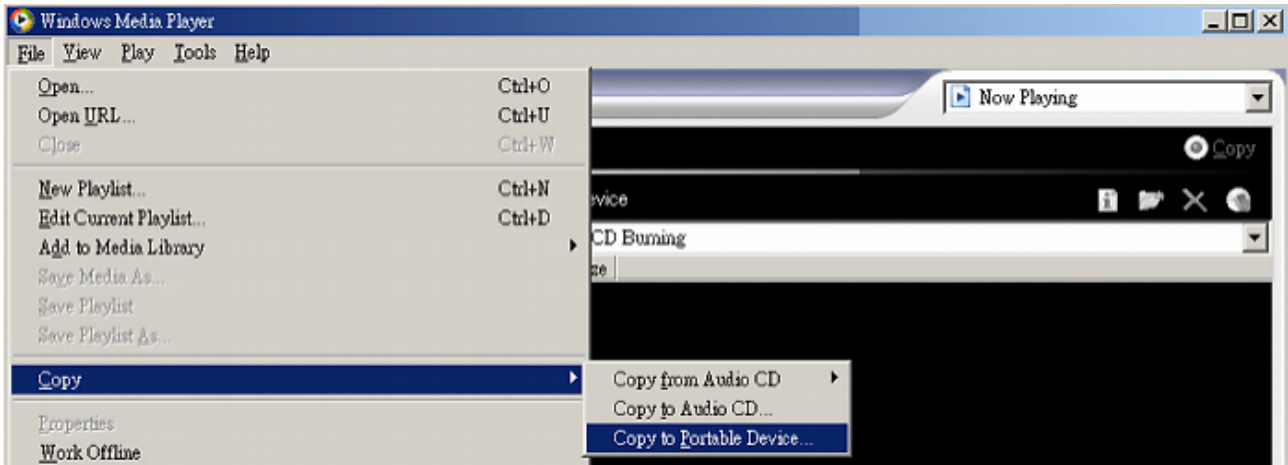 Windows Media Player
File View Play Tools Help
Open... Ctrl+O
Open URL... Ctrl+U
Close Ctrl+W
Now Playing
Copy
New Playlist... Ctrl+N
Edit Current Playlist... Ctrl+D
Add to Media Library
Save Media As...
Save Playlist
Save Playlist As...
evice
CD Burning
ze
Copy
Copy from Audio CD
Copy to Audio CD...
Copy to Portable Device...
Properties
Work Offline